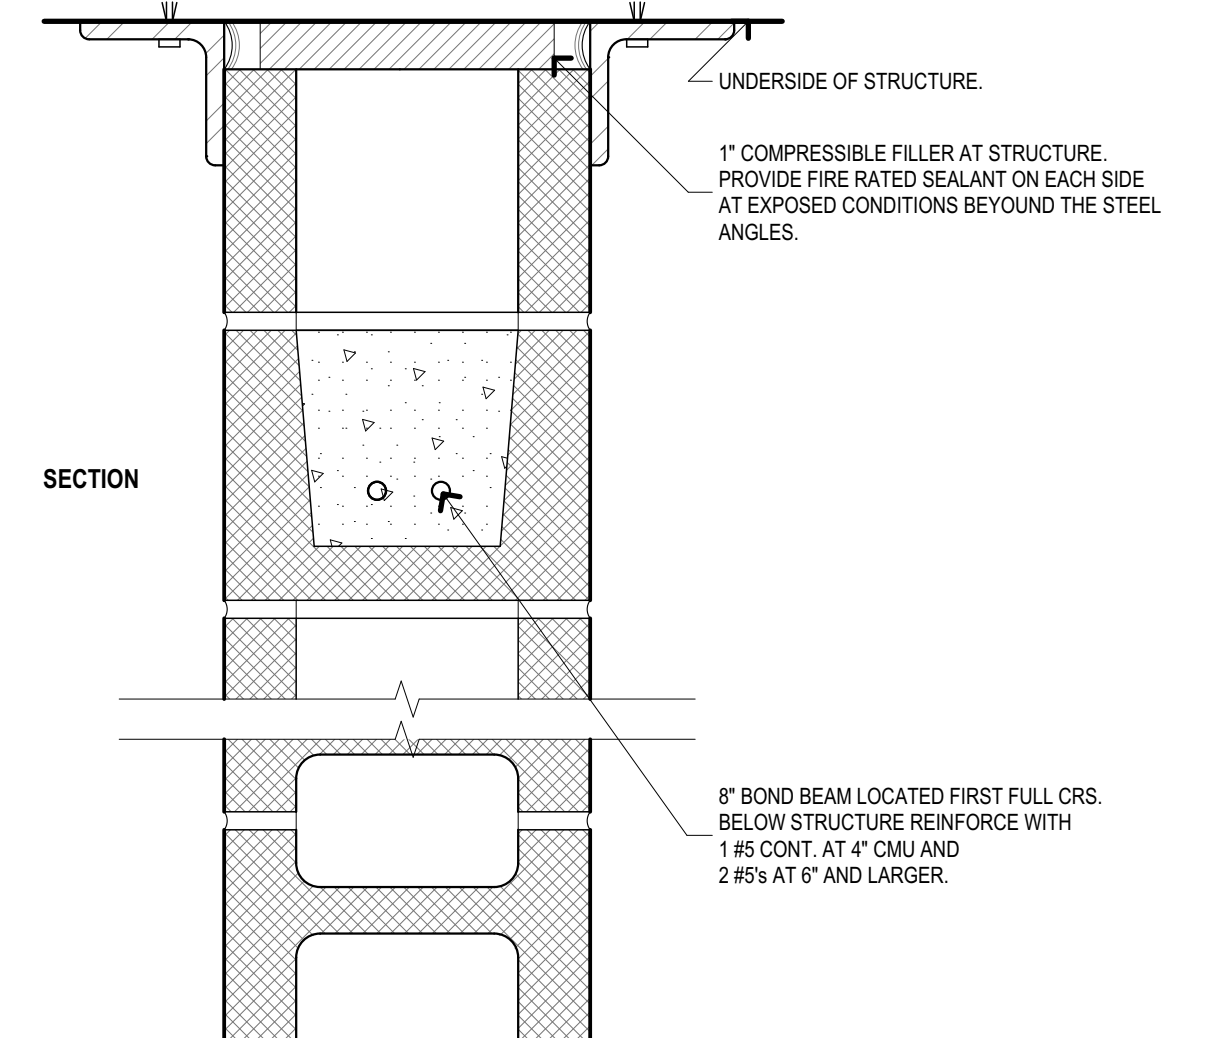 UNDERSIDE OF STRUCTURE.
1" COMPRESSIBLE FILLER AT STRUCTURE.
PROVIDE FIRE RATED SEALANT ON EACH SIDE
AT EXPOSED CONDITIONS BEYOUND THE STEEL
ANGLES.
SECTION
8" BOND BEAM LOCATED FIRST FULL CRS.
BELOW STRUCTURE REINFORCE WITH
1 #5 CONT. AT 4" CMU AND
2 #5's AT 6" AND LARGER.